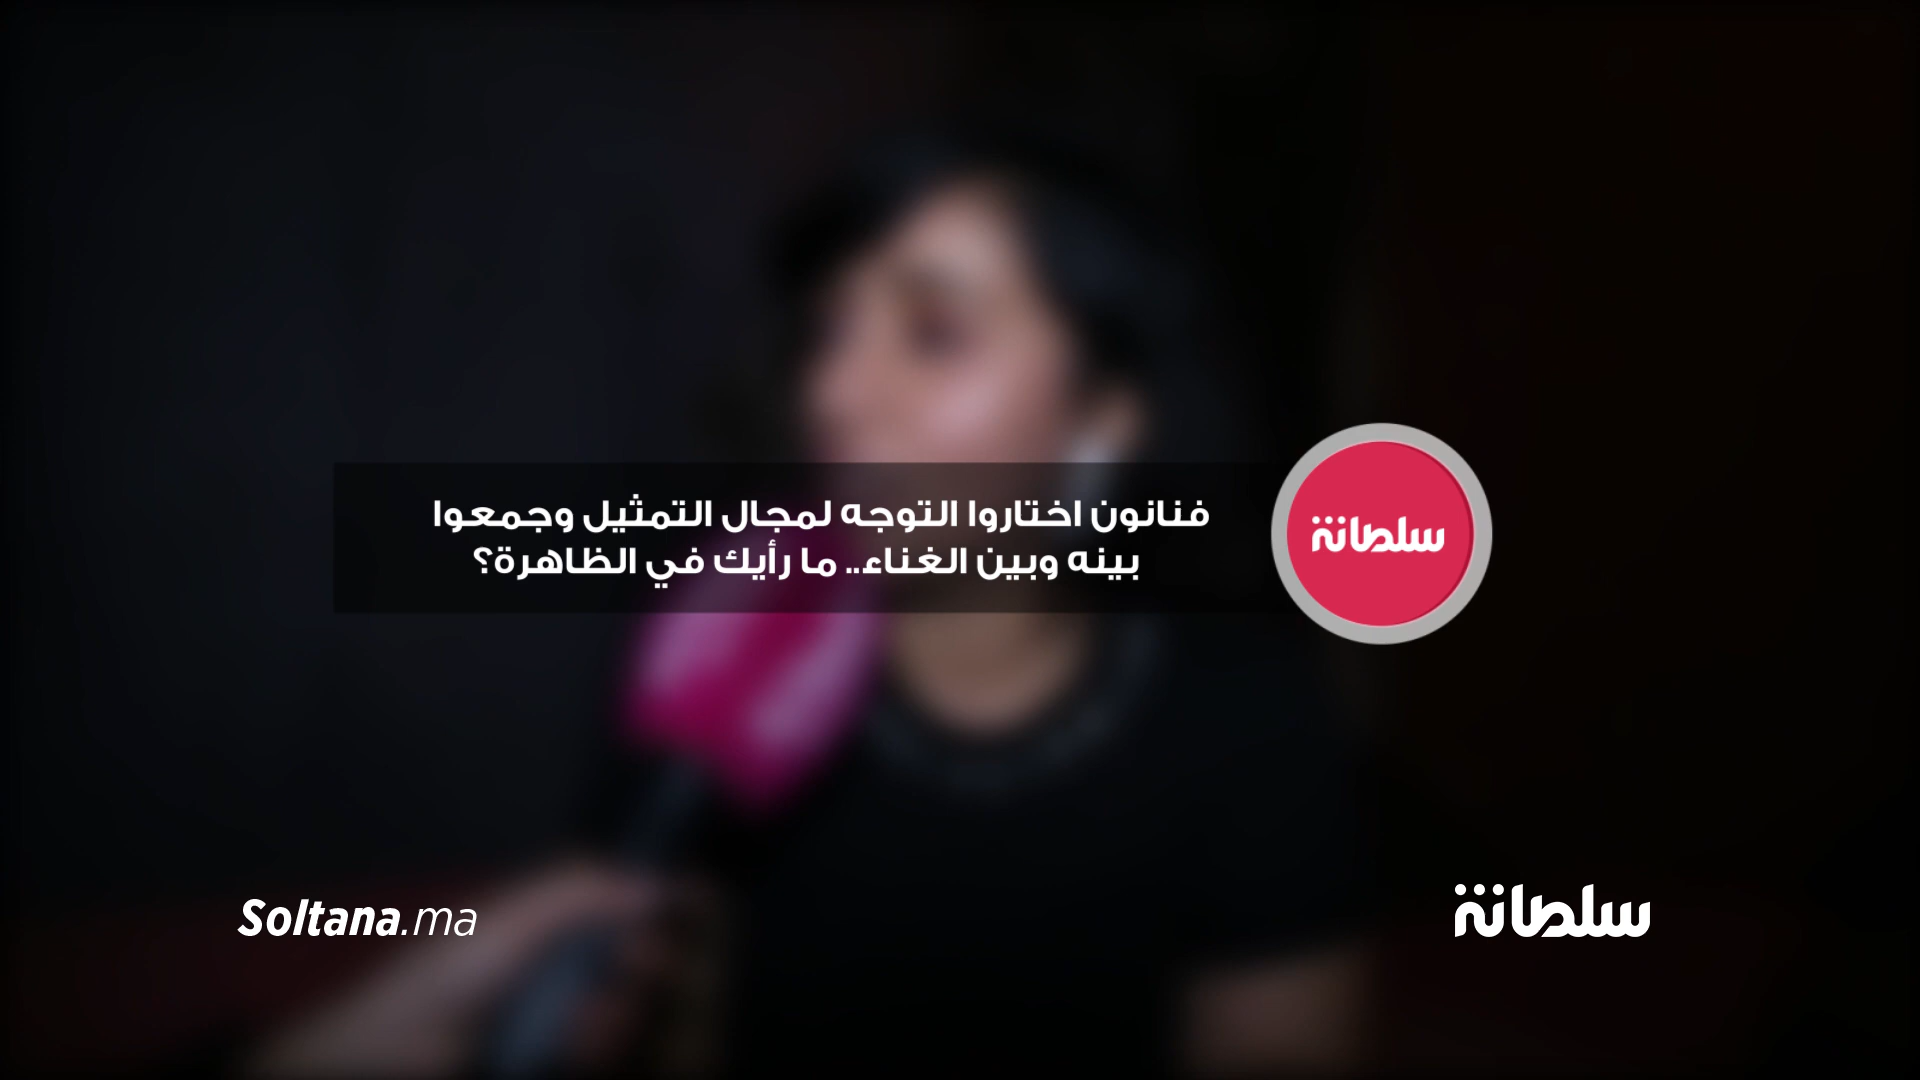 فنانون اختاروا التوجه لمجال التمثيل وجمعوا
بينه وبين الغناء.. ما رأيك في الظاهرة؟
سلطانة
Soltana.ma
سلطانة